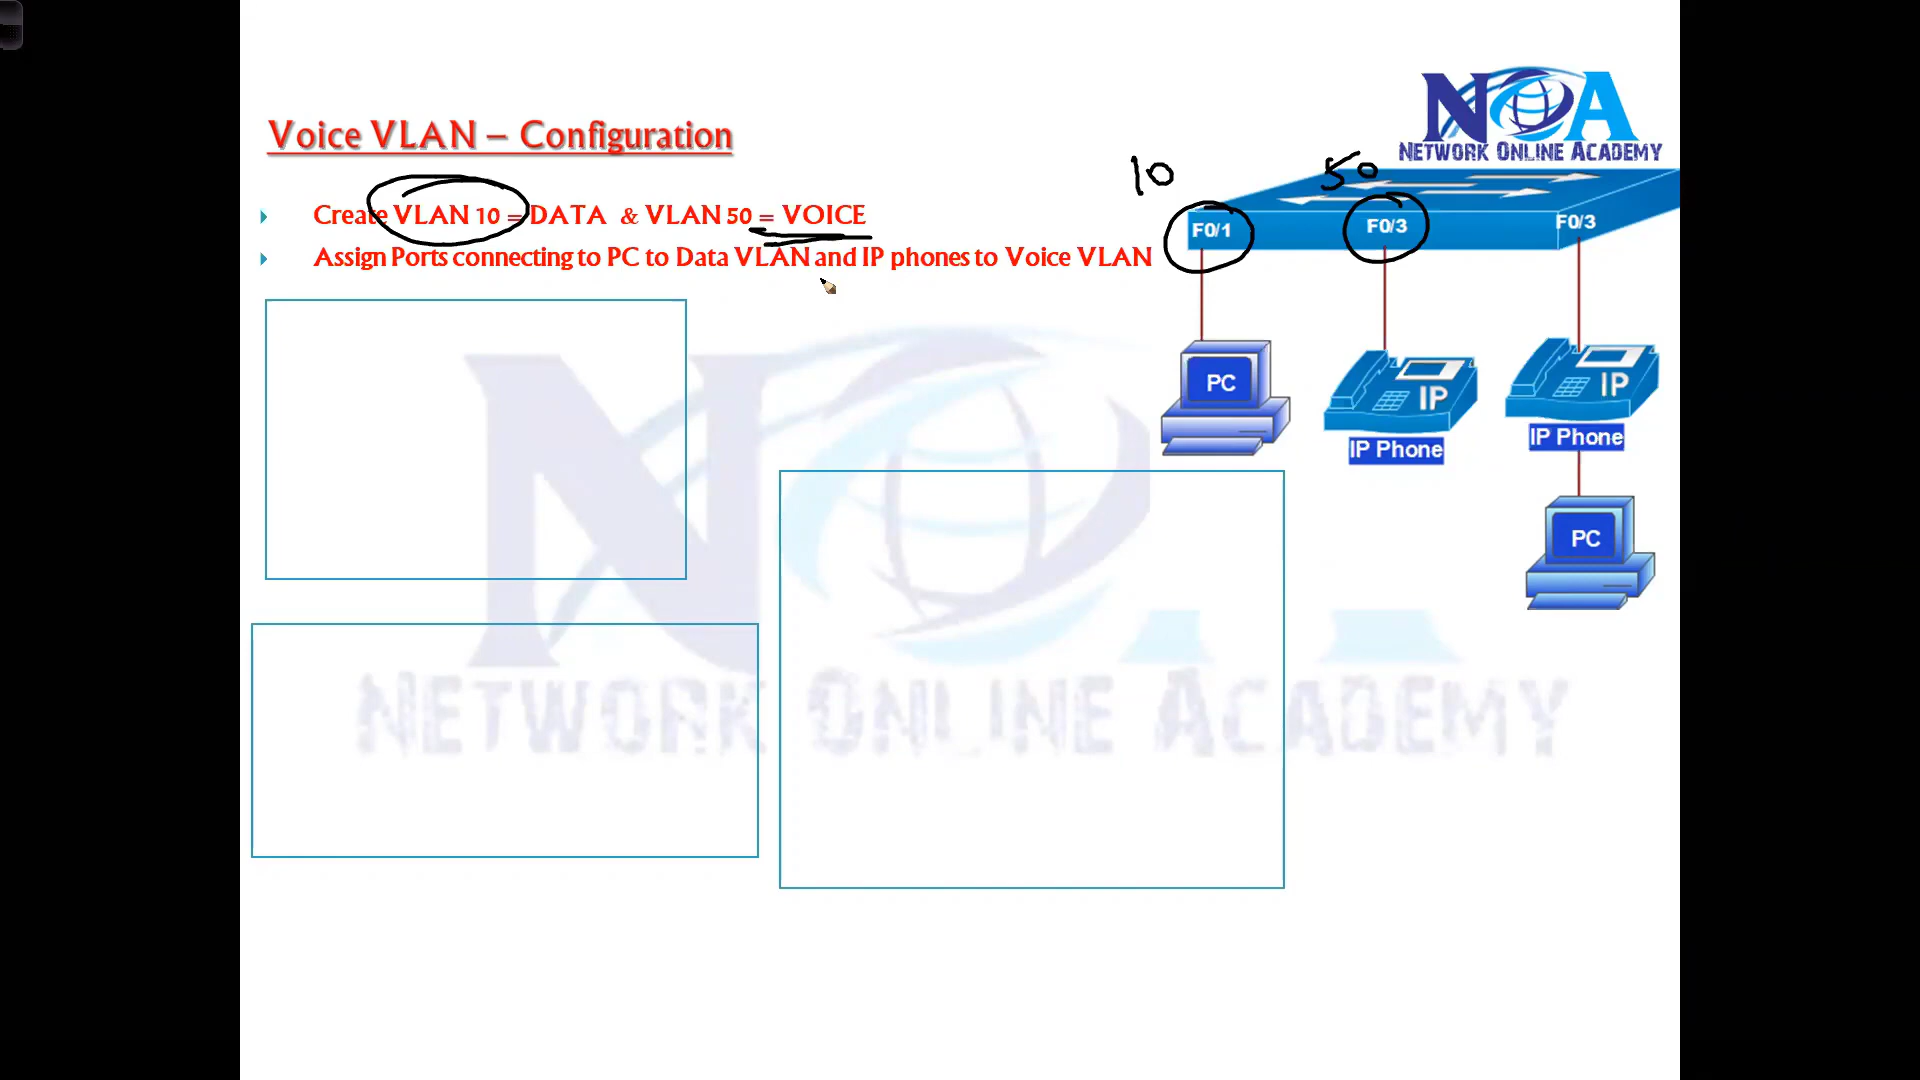 NOA
NETWORK ONLINE ACADEMY
Voice VLAN – Configuration
10
50
Create VLAN 10 = DATA & VLAN 50 = VOICE
Assign Ports connecting to PC to Data VLAN and IP phones to Voice VLAN
F0/1
F0/3
F0/3
PC
IP
IP
IP Phone
IP Phone
PC
NETWORK ONLINE ACADEMY